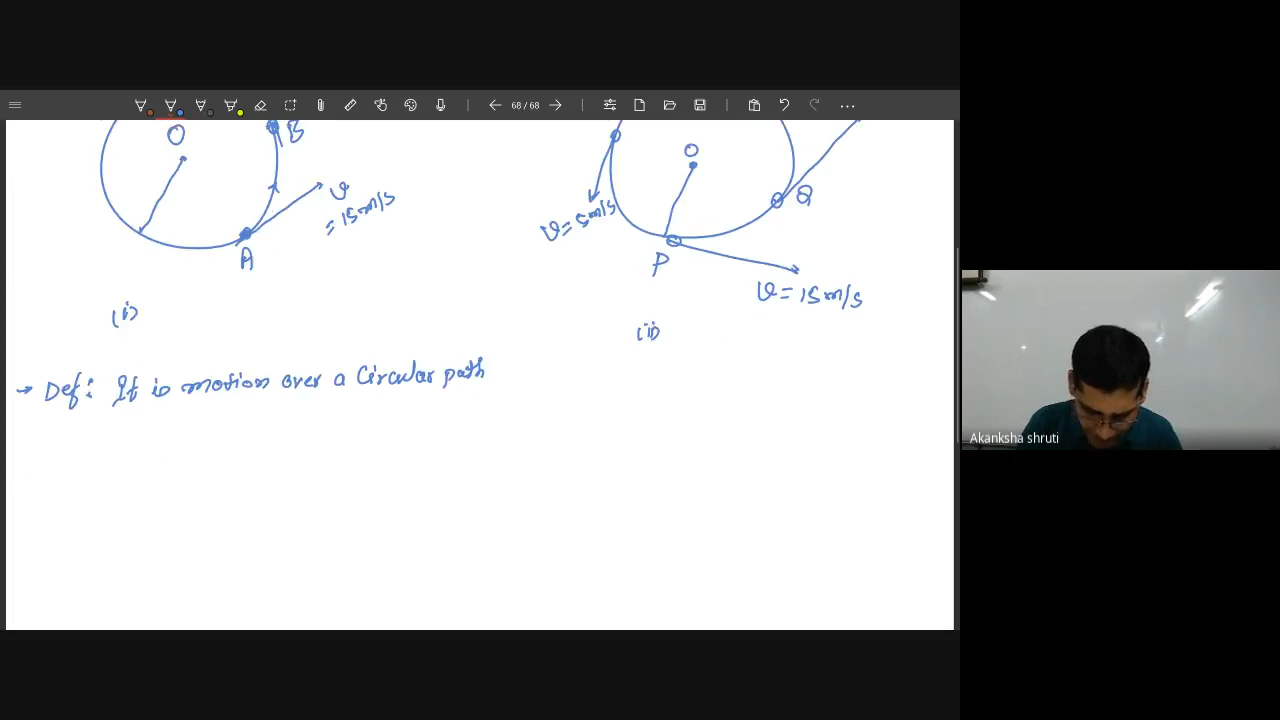 68 / 68
O
B
v
= 15 m/s
A
(i)
O
Q
v = 5 m/s
P
v = 15 m/s
(ii)
→ Def: It is motion over a Circular path
Akanksha shruti